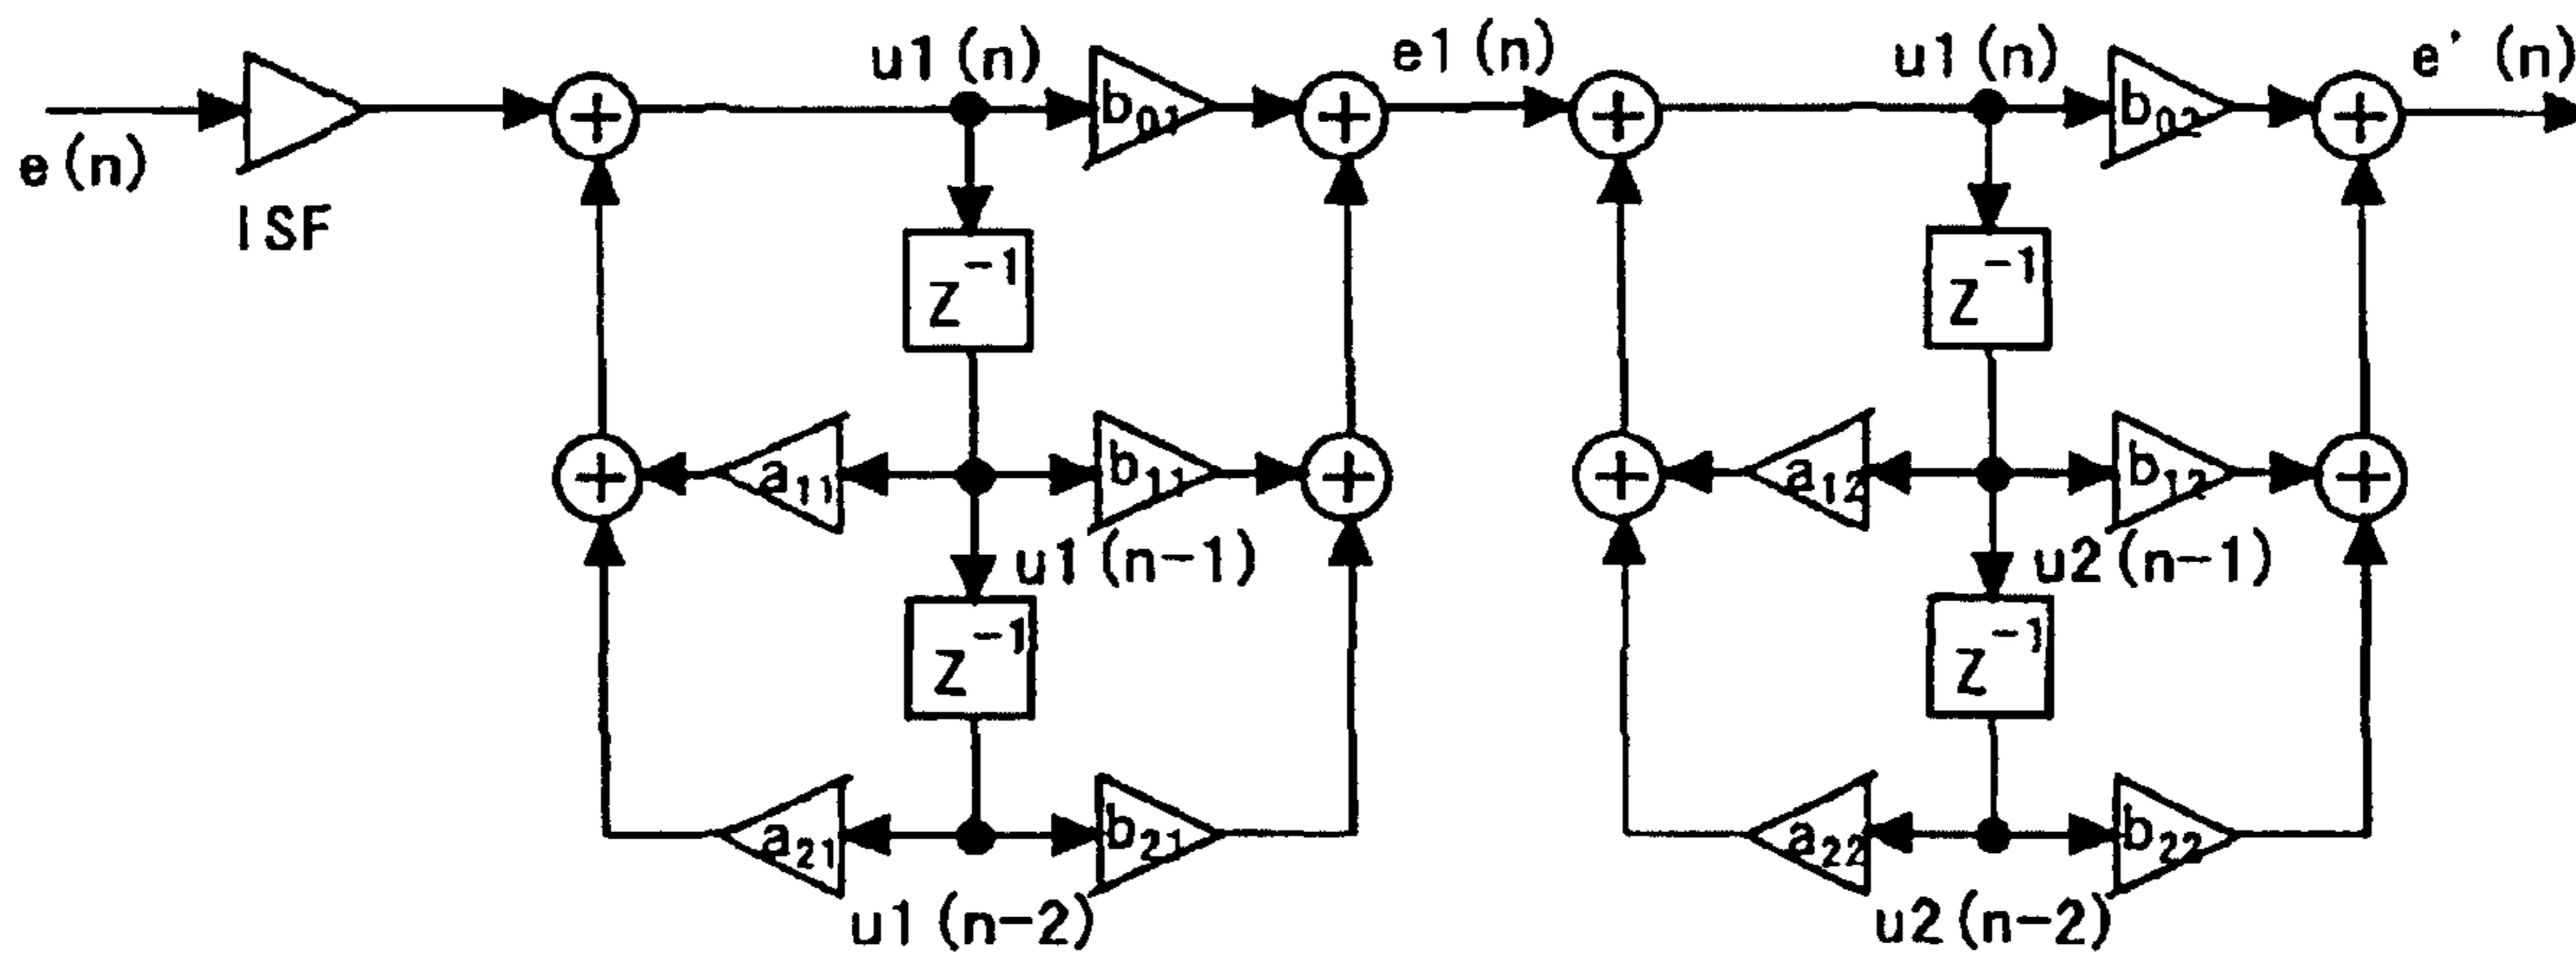 u1(n)
e1(n)
u1(n)
e'(n)
b₀₁
b₀₂
e(n)
ISF
Z⁻¹
Z⁻¹
a₁₁
b₁₁
a₁₂
b₁₂
u1(n-1)
u2(n-1)
Z⁻¹
Z⁻¹
a₂₁
b₂₁
a₂₂
b₂₂
u1(n-2)
u2(n-2)